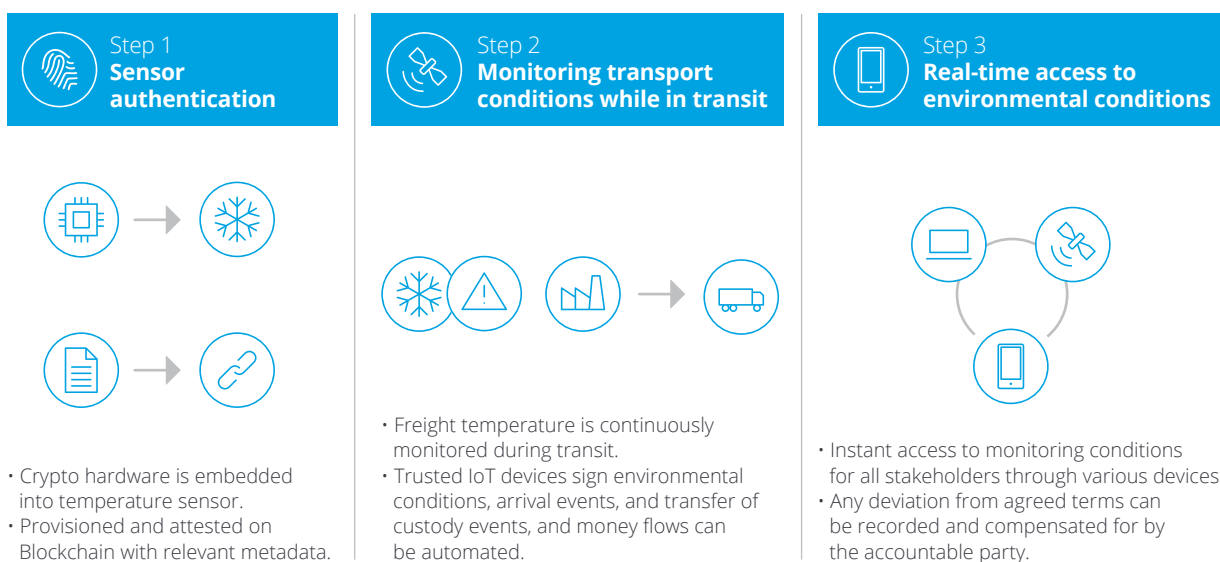 Step 1
Sensor
authentication
• Crypto hardware is embedded
into temperature sensor.
• Provisioned and attested on
Blockchain with relevant metadata.
Step 2
Monitoring transport
conditions while in transit
• Freight temperature is continuously
monitored during transit.
• Trusted IoT devices sign environmental
conditions, arrival events, and transfer of
custody events, and money flows can
be automated.
Step 3
Real-time access to
environmental conditions
• Instant access to monitoring conditions
for all stakeholders through various devices
• Any deviation from agreed terms can
be recorded and compensated for by
the accountable party.